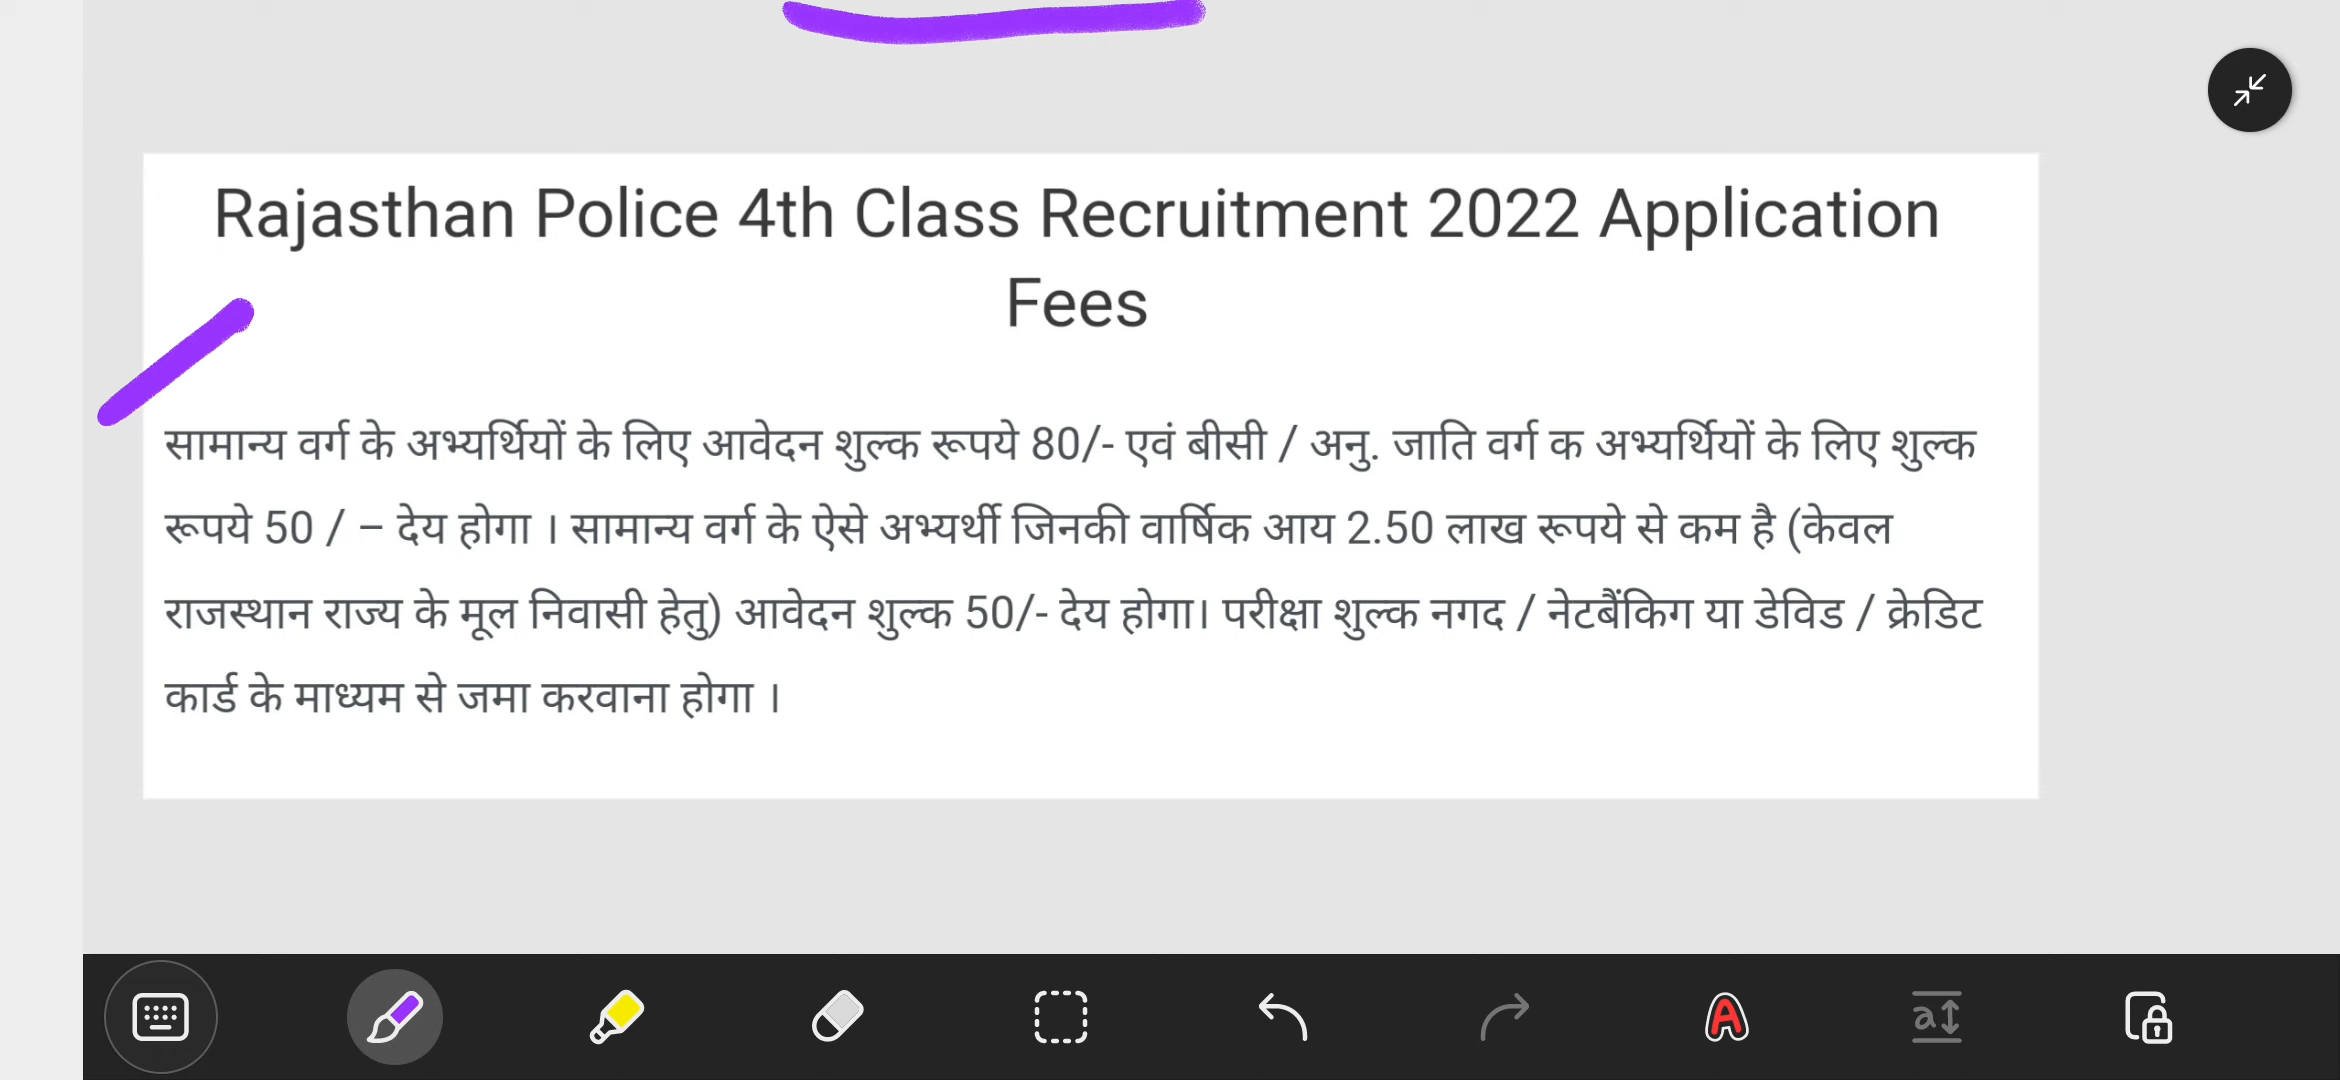 Rajasthan Police 4th Class Recruitment 2022 Application
Fees
सामान्य वर्ग के अभ्यर्थियों के लिए आवेदन शुल्क रूपये 80/- एवं बीसी / अनु. जाति वर्ग क अभ्यर्थियों के लिए शुल्क
रूपये 50 / – देय होगा । सामान्य वर्ग के ऐसे अभ्यर्थी जिनकी वार्षिक आय 2.50 लाख रूपये से कम है (केवल
राजस्थान राज्य के मूल निवासी हेतु) आवेदन शुल्क 50/- देय होगा। परीक्षा शुल्क नगद / नेटबैंकिग या डेविड / क्रेडिट
कार्ड के माध्यम से जमा करवाना होगा ।
A
a